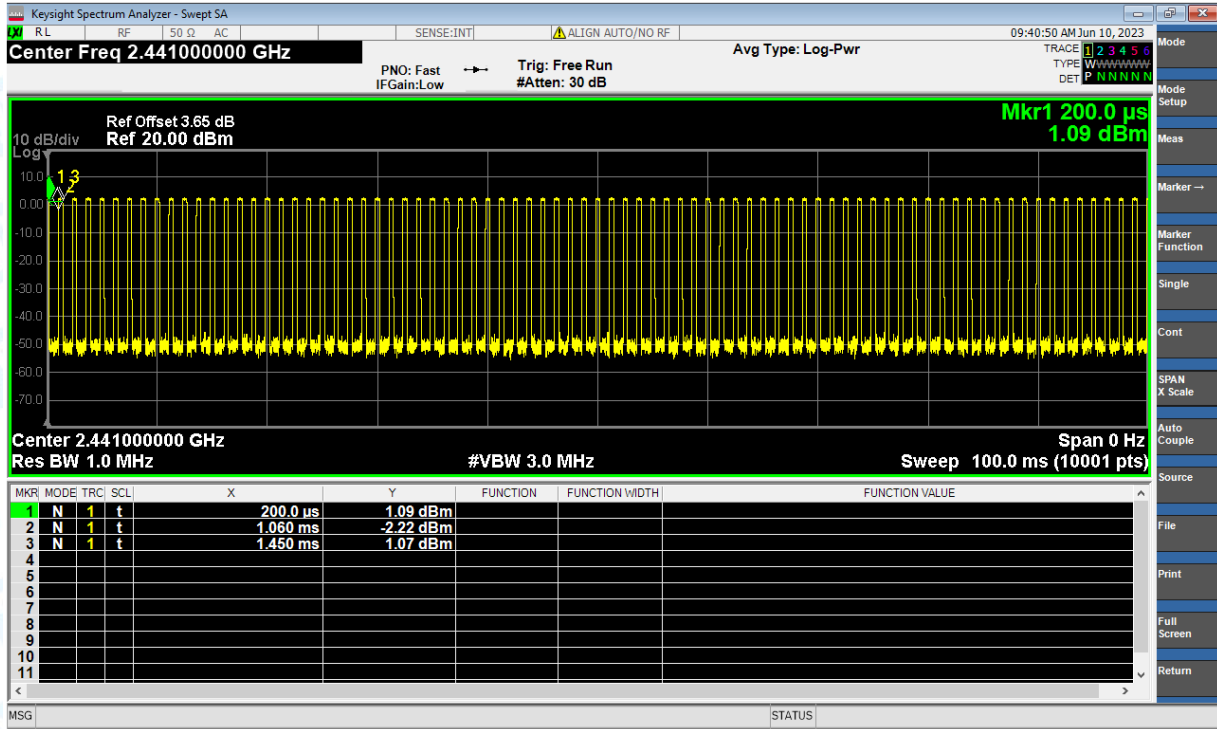 Keysight Spectrum Analyzer - Swept SA
LXI RL RF 50 Ω AC SENSE:INT ALIGN AUTO/NO RF 09:40:50 AM Jun 10, 2023
Center Freq 2.441000000 GHz
Avg Type: Log-Pwr
TRACE 1 2 3 4 5 6
TYPE WWWWWW
DET P N N N N N
PNO: Fast
IFGain:Low
Trig: Free Run
#Atten: 30 dB
Mkr1 200.0 µs
1.09 dBm
Ref Offset 3.65 dB
10 dB/div Ref 20.00 dBm
Log
10.0
0.00
-10.0
-20.0
-30.0
-40.0
-50.0
-60.0
-70.0
1 3
2
Center 2.441000000 GHz Span 0 Hz
Res BW 1.0 MHz #VBW 3.0 MHz Sweep 100.0 ms (10001 pts)
MKR MODE TRC SCL X Y FUNCTION FUNCTION WIDTH FUNCTION VALUE
1 N 1 t 200.0 µs 1.09 dBm
2 N 1 t 1.060 ms -2.22 dBm
3 N 1 t 1.450 ms 1.07 dBm
4
5
6
7
8
9
10
11
MSG STATUS
Mode
Mode
Setup
Meas
Marker →
Marker
Function
Single
Cont
SPAN
X Scale
Auto
Couple
Source
File
Print
Full
Screen
Return